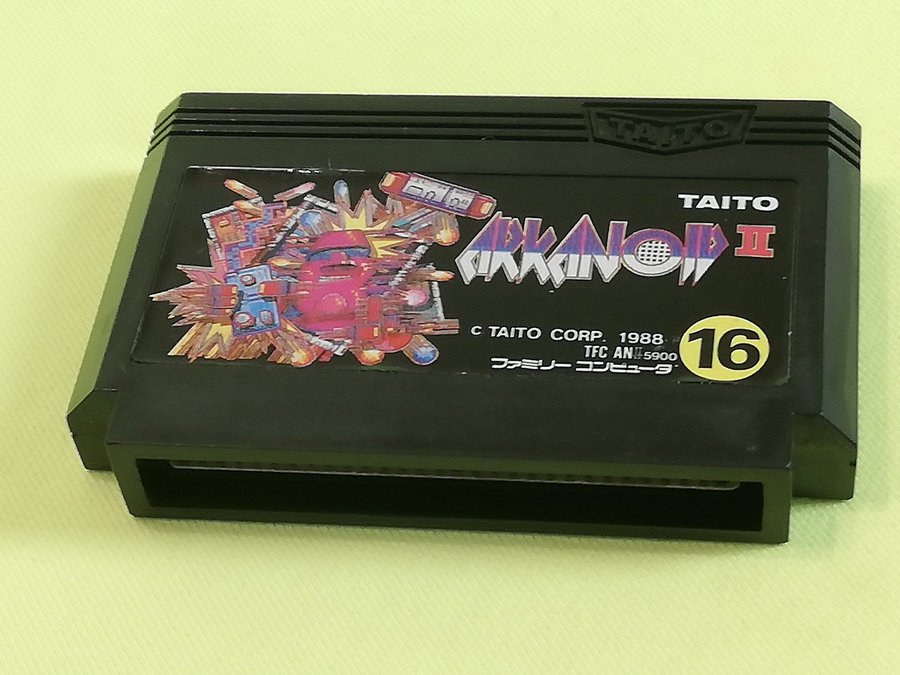 TAITO
TAITO
ARKANOID II
C TAITO CORP. 1988
TFC ANII-5900
16
ファミリー コンピュータ